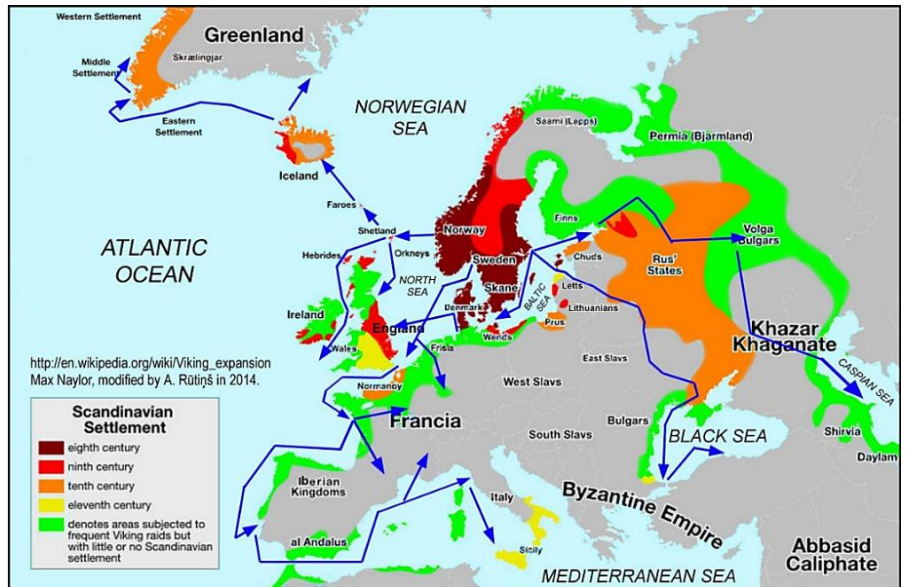 Western Settlement
Greenland
Skrælingjar
Middle
Settlement
Eastern
Settlement
NORWEGIAN
SEA
Saami (Lapps)
Permia (Bjarmland)
Iceland
Faroes
Shetland
Norway
Finns
Volga
Bulgars
ATLANTIC
OCEAN
Hebrides
Orkneys
Sweden
Chuds
Rus'
States
NORTH
SEA
Skane
BALTIC
SEA
Letts
Ireland
England
Denmark
Lithuanians
Prus
Wends
Khazar
Khaganate
Wales
Frisia
East Slavs
CASPIAN SEA
http://en.wikipedia.org/wiki/Viking_expansion
Max Naylor, modified by A. Rūtiņš in 2014.
Normanoy
West Slavs
Francia
Bulgars
BLACK SEA
Shirvia
Daylam
South Slavs
Scandinavian
Settlement
eighth century
ninth century
tenth century
eleventh century
denotes areas subjected to
frequent Viking raids but
with little or no Scandinavian
settlement
Iberian
Kingdoms
Italy
Byzantine Empire
al Andalus
Sicily
Abbasid
Caliphate
MEDITERRANEAN SEA